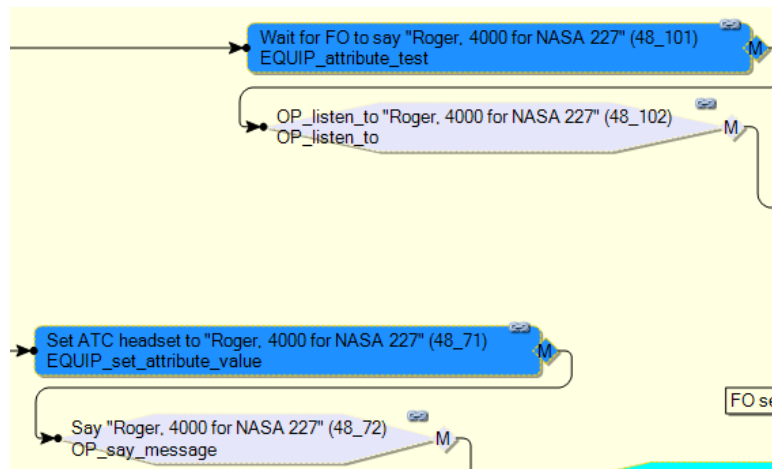 Wait for FO to say "Roger, 4000 for NASA 227" (48_101)
EQUIP_attribute_test
M
OP_listen_to "Roger, 4000 for NASA 227" (48_102)
OP_listen_to
M
Set ATC headset to "Roger, 4000 for NASA 227" (48_71)
EQUIP_set_attribute_value
M
FO se
Say "Roger, 4000 for NASA 227" (48_72)
OP_say_message
M